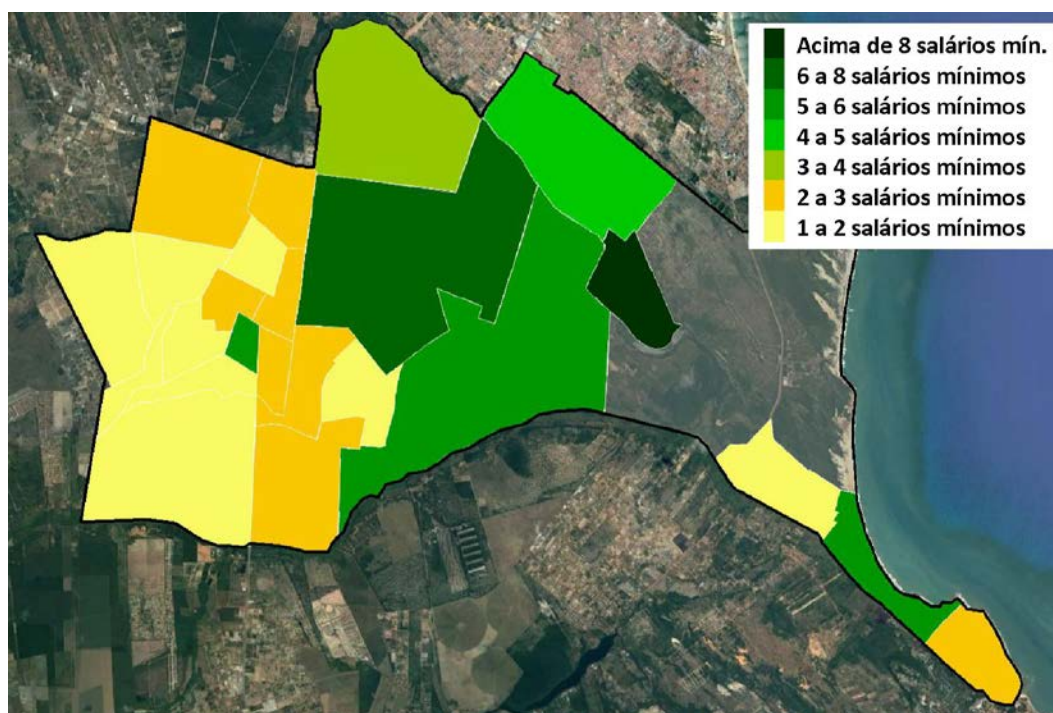 Acima de 8 salários mín.
6 a 8 salários mínimos
5 a 6 salários mínimos
4 a 5 salários mínimos
3 a 4 salários mínimos
2 a 3 salários mínimos
1 a 2 salários mínimos